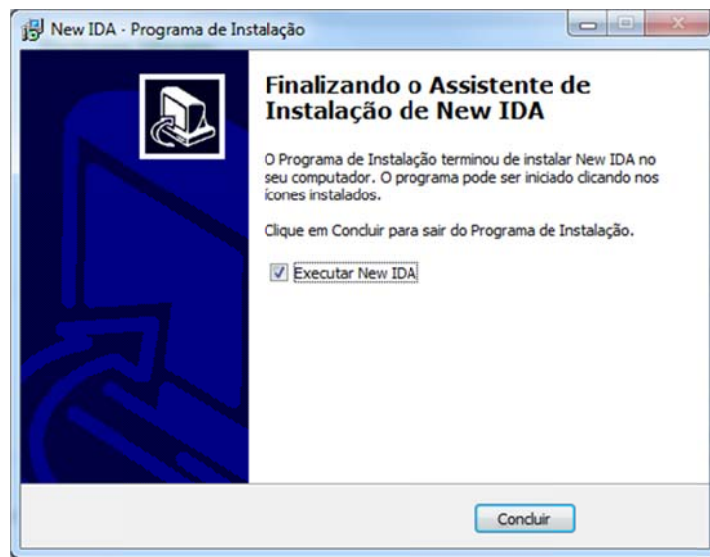 New IDA - Programa de Instalação
Finalizando o Assistente de
Instalação de New IDA
O Programa de Instalação terminou de instalar New IDA no
seu computador. O programa pode ser iniciado clicando nos
ícones instalados.
Clique em Concluir para sair do Programa de Instalação.
Executar New IDA
Concluir